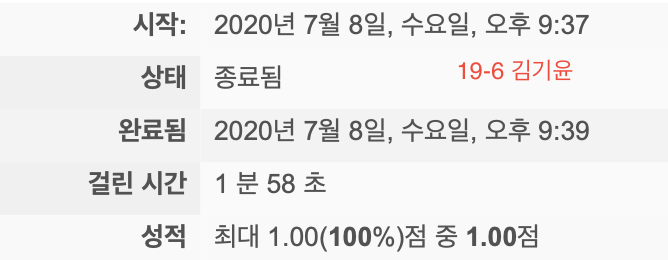 시작: 2020년 7월 8일, 수요일, 오후 9:37
상태 종료됨 19-6 김기윤
완료됨 2020년 7월 8일, 수요일, 오후 9:39
걸린 시간 1 분 58 초
성적 최대 1.00(100%)점 중 1.00점